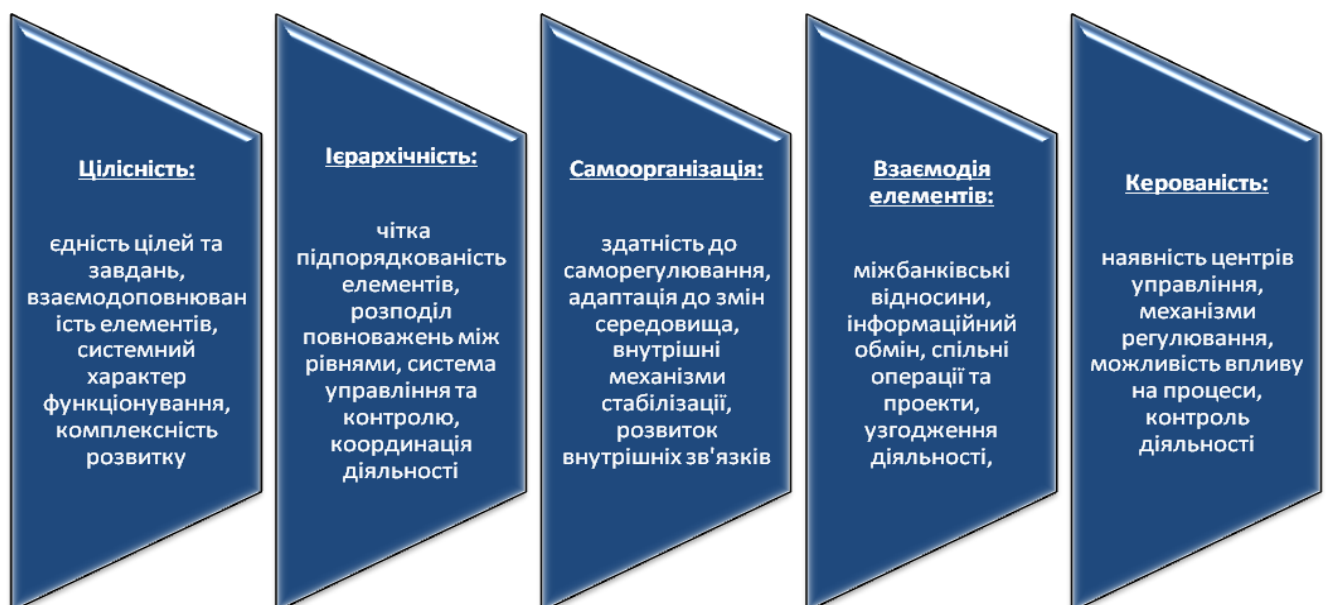 Цілісність:
єдність цілей та
завдань,
взаємодоповнюван
ість елементів,
системний
характер
функціонування,
комплексність
розвитку
Ієрархічність:
чітка
підпорядкованість
елементів,
розподіл
повноважень між
рівнями, система
управління та
контролю,
координація
діяльності
Самоорганізація:
здатність до
саморегулювання,
адаптація до змін
середовища,
внутрішні
механізми
стабілізації,
розвиток
внутрішніх зв'язків
Взаємодія
елементів:
міжбанківські
відносини,
інформаційний
обмін, спільні
операції та
проекти,
узгодження
діяльності,
Керованість:
наявність центрів
управління,
механізми
регулювання,
можливість впливу
на процеси,
контроль
діяльності